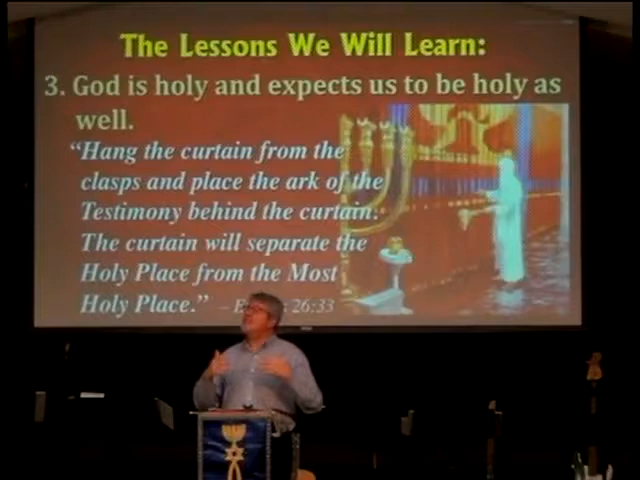 The Lessons We Will Learn:
3. God is holy and expects us to be holy as
well.
"Hang the curtain from the
clasps and place the ark of the
Testimony behind the curtain.
The curtain will separate the
Holy Place from the Most
Holy Place." – 26:33